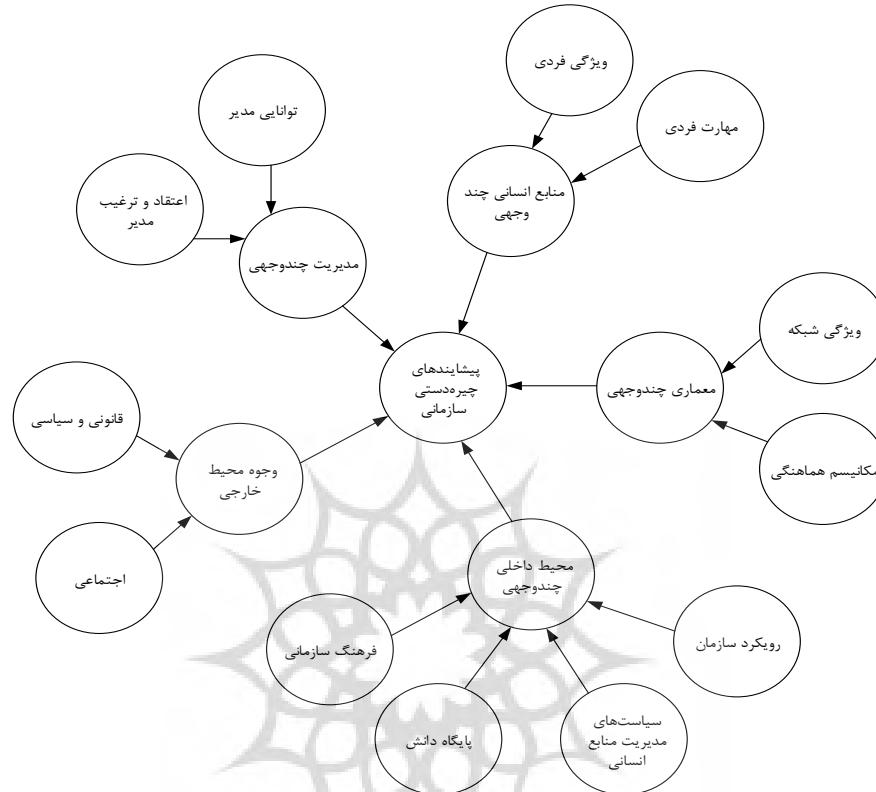 ویژگی فردی
توانایی مدیر
مهارت فردی
منابع انسانی چند
وجهی
اعتقاد و ترغیب
مدیر
مدیریت چندوجهی
ویژگی شبکه
پیشایندهای
چیره‌دستی
سازمانی
معماری چندوجهی
قانونی و سیاسی
وجوه محیط
خارجی
مکانیسم هماهنگی
محیط داخلی
چندوجهی
اجتماعی
رویکرد سازمان
فرهنگ سازمانی
سیاست‌های
مدیریت منابع
انسانی
پایگاه دانش